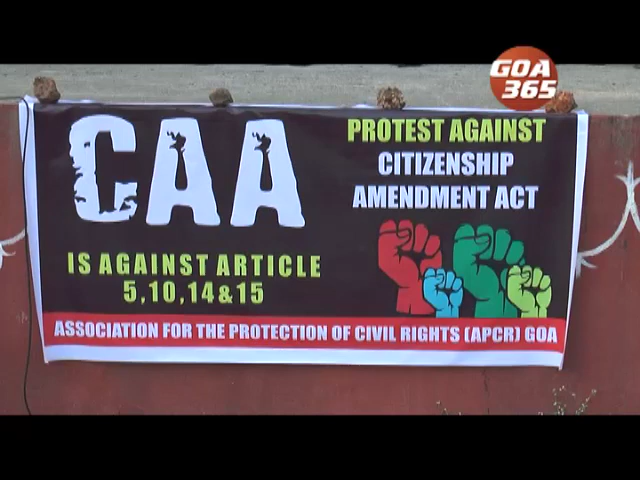 GOA
365
CAA
PROTEST AGAINST
CITIZENSHIP
AMENDMENT ACT
IS AGAINST ARTICLE
5,10,14&15
ASSOCIATION FOR THE PROTECTION OF CIVIL RIGHTS (APCR) GOA